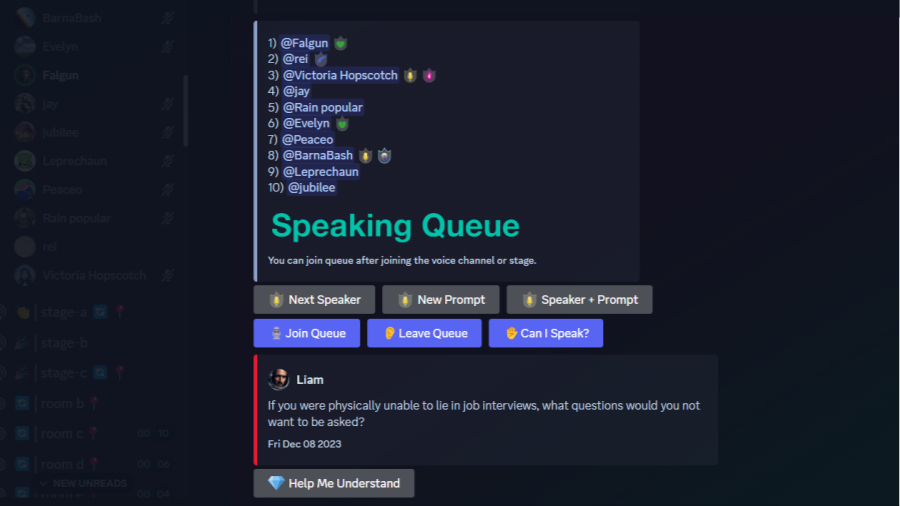 BarnaBash
Evelyn
Falgun
jay
jubilee
Leprechaun
Peaceo
Rain popular
rei
Victoria Hopscotch
stage-a
stage-b
stage-c
room b
room c 00 10
room d 00 06
NEW UNREADS
06 04
1) @Falgun
2) @rei
3) @Victoria Hopscotch
4) @jay
5) @Rain popular
6) @Evelyn
7) @Peaceo
8) @BarnaBash
9) @Leprechaun
10) @jubilee
Speaking Queue
You can join queue after joining the voice channel or stage.
Next Speaker New Prompt Speaker + Prompt
Join Queue Leave Queue Can I Speak?
Liam
If you were physically unable to lie in job interviews, what questions would you not
want to be asked?
Fri Dec 08 2023
Help Me Understand